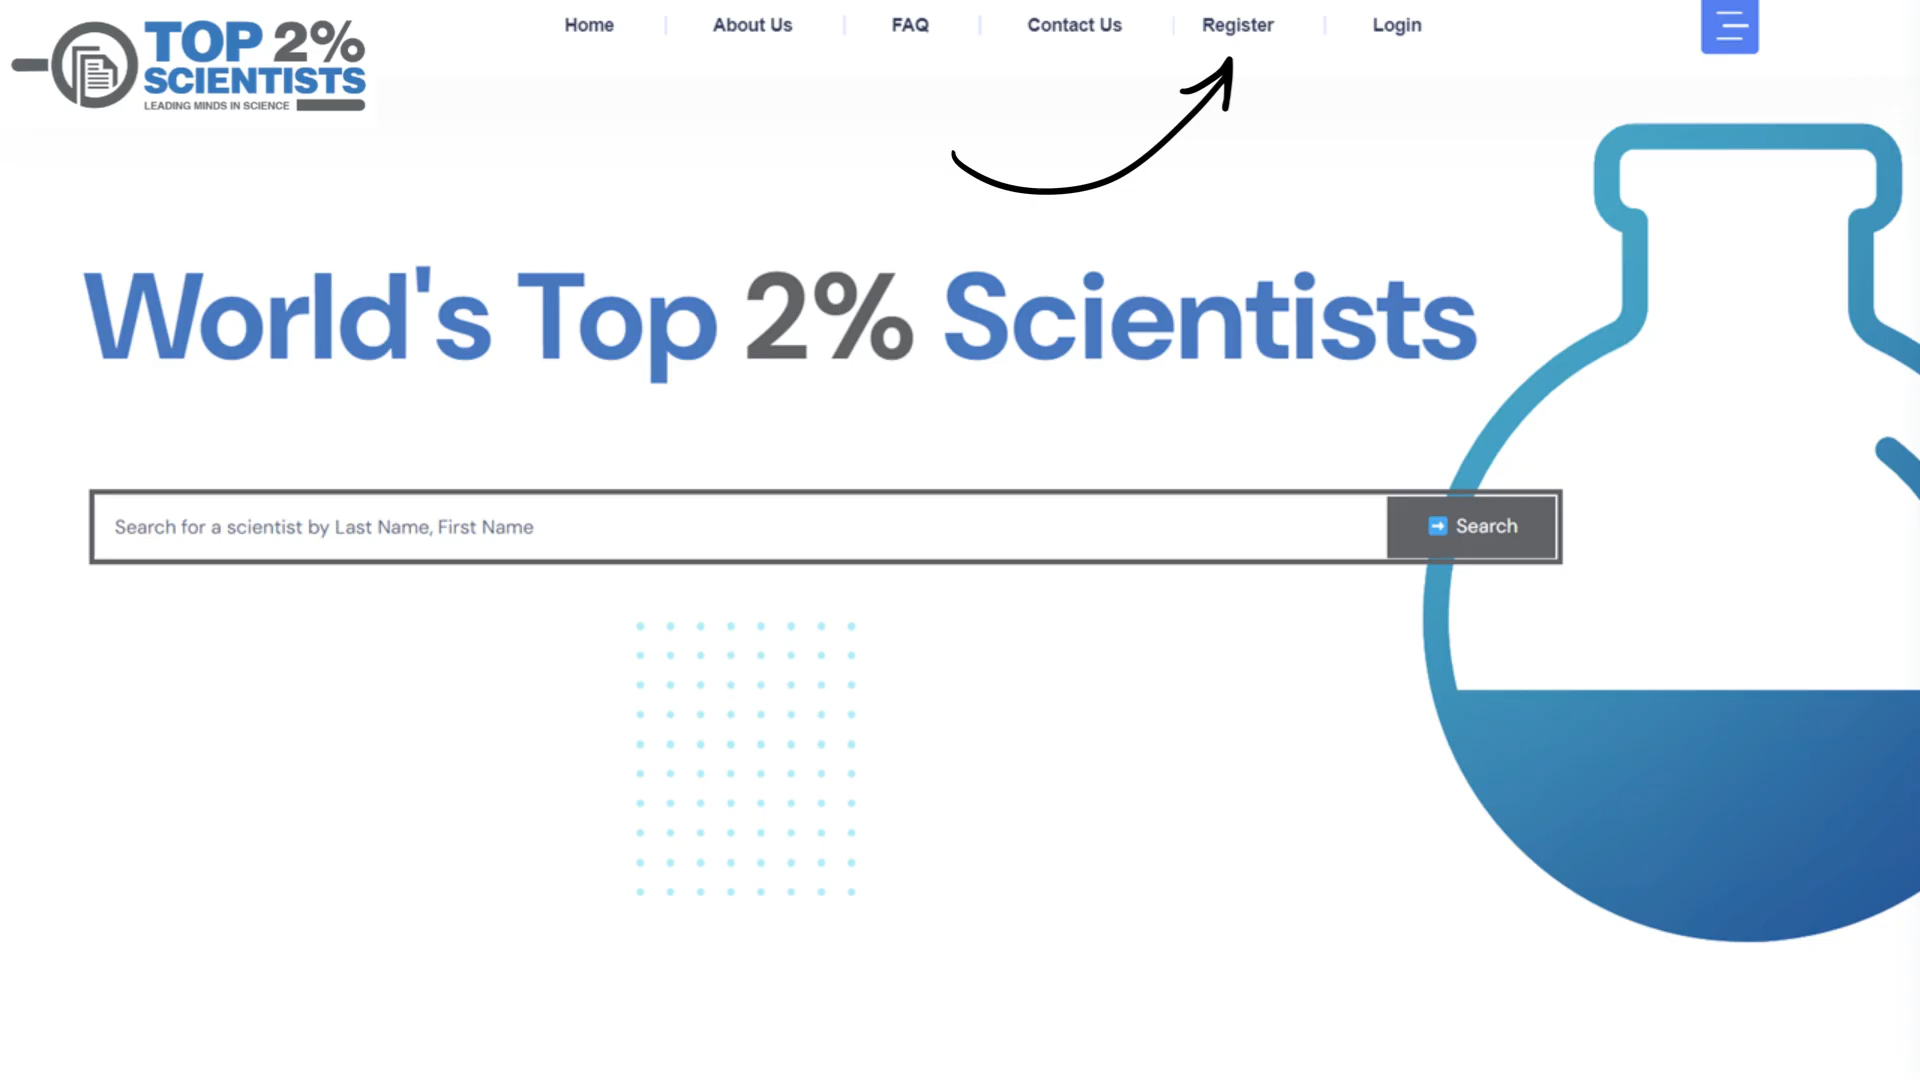 TOP 2%
SCIENTISTS
LEADING MINDS IN SCIENCE
Home
About Us
FAQ
Contact Us
Register
Login
World's Top 2% Scientists
Search for a scientist by Last Name, First Name
Search